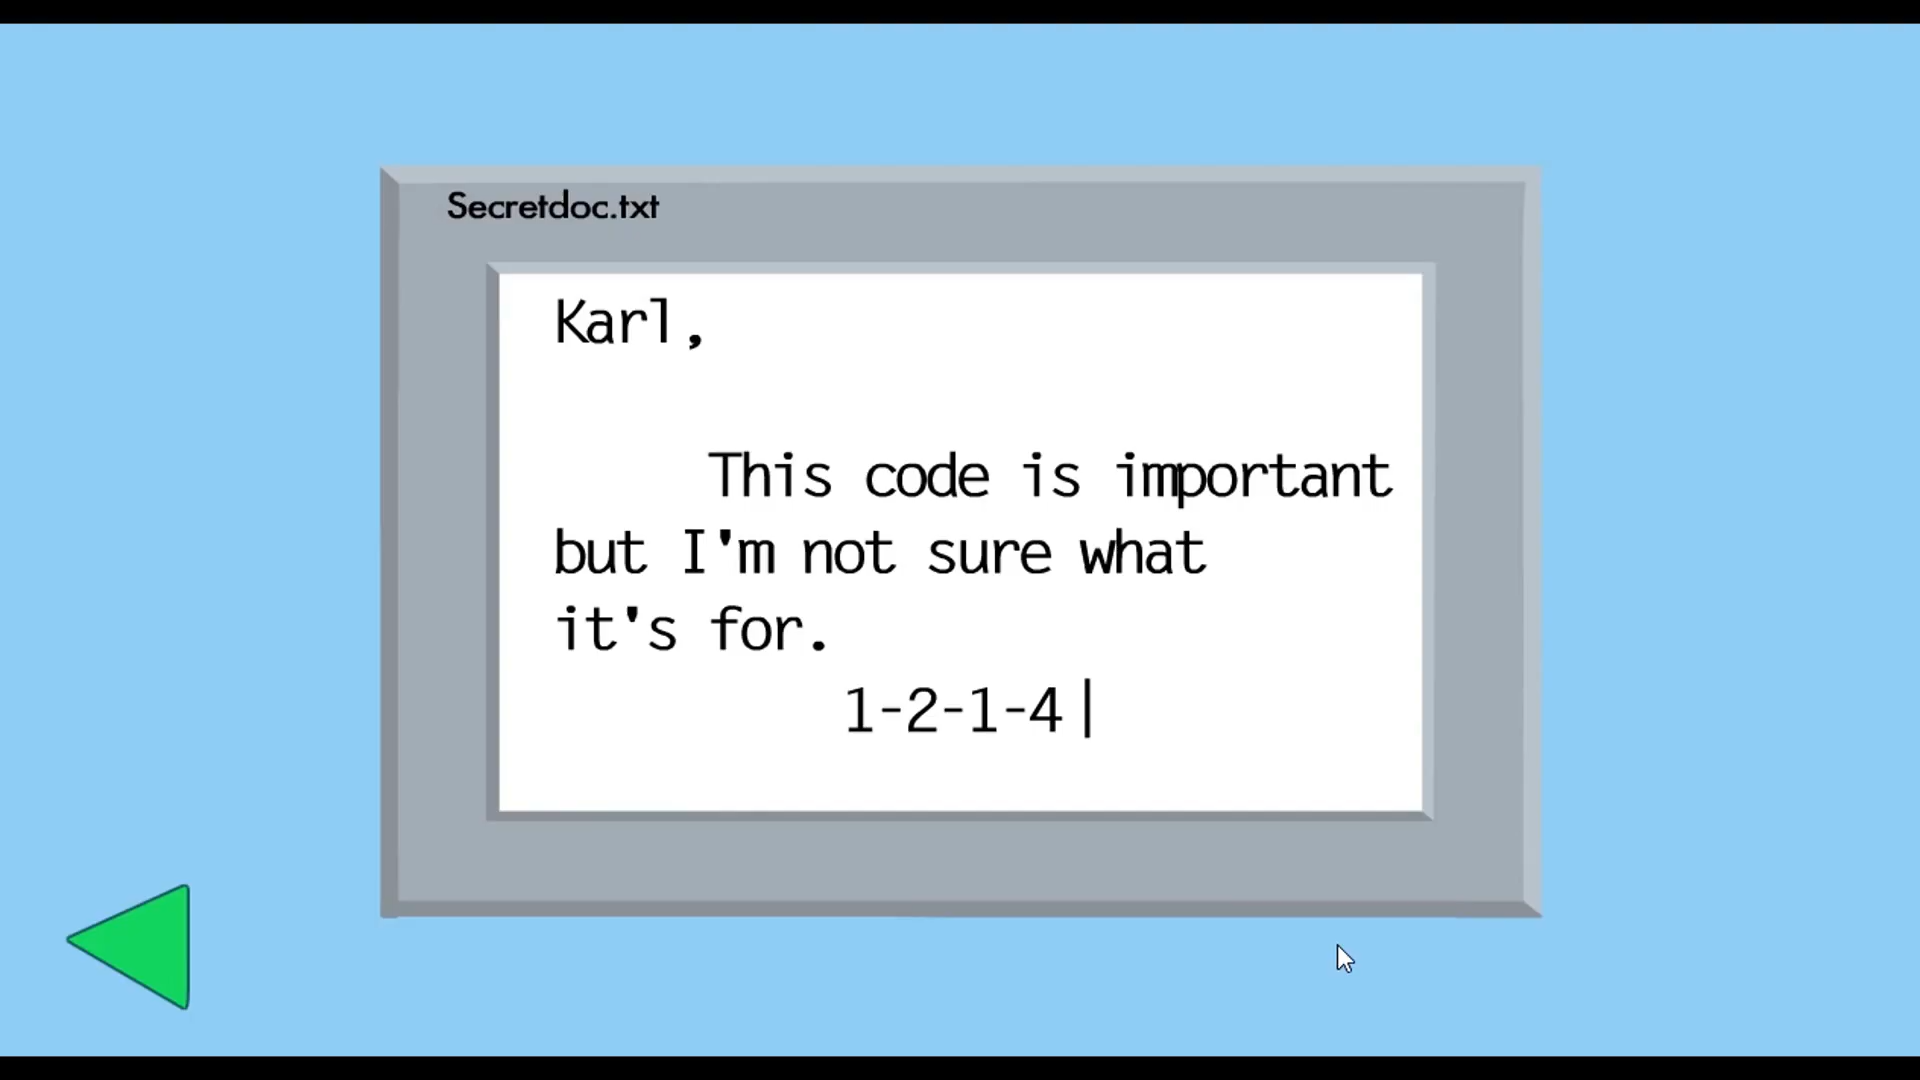 Secretdoc.txt
Karl,
This code is important
but I'm not sure what
it's for.
1-2-1-4|